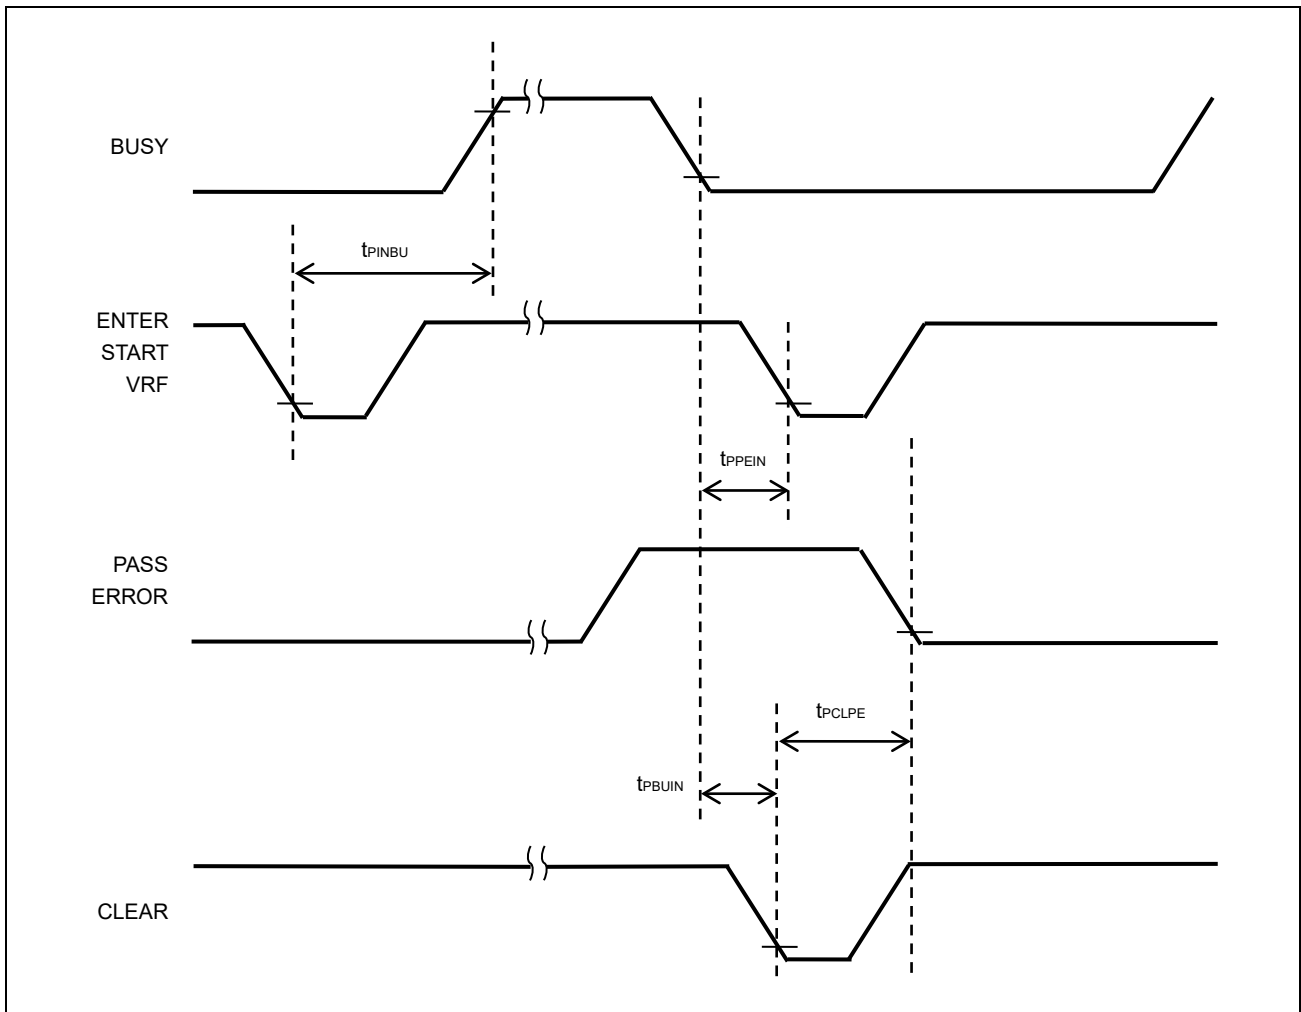 BUSY
tPINBU
ENTER
START
VRF
tPPEIN
PASS
ERROR
tPCLPE
tPBUIN
CLEAR